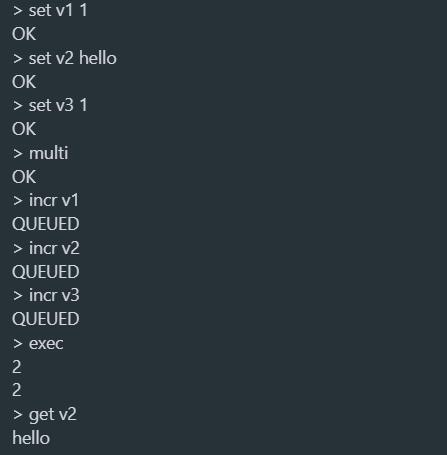 > set v1 1
OK
> set v2 hello
OK
> set v3 1
OK
> multi
OK
> incr v1
QUEUED
> incr v2
QUEUED
> incr v3
QUEUED
> exec
2
2
> get v2
hello